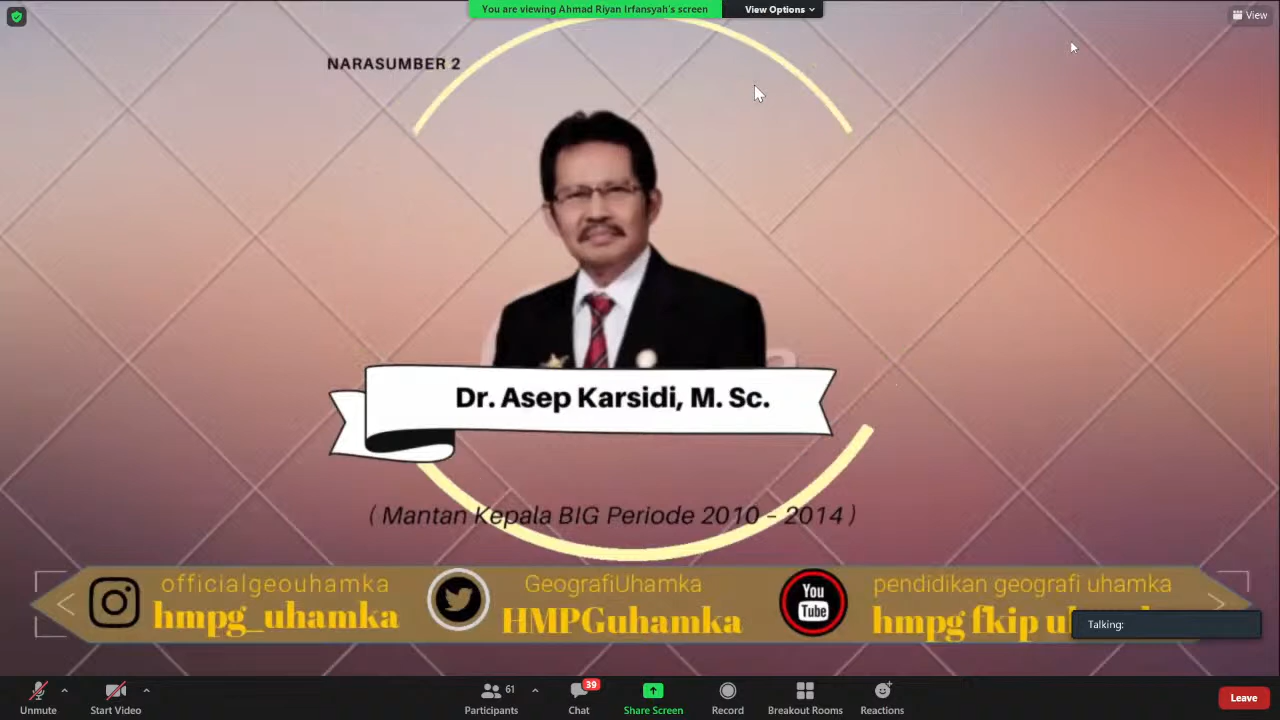 You are viewing Ahmad Riyan Irfansyah's screen
View Options
View
NARASUMBER 2
Dr. Asep Karsidi, M. Sc.
( Mantan Kepala BIG Periode 2010 – 2014 )
officialgeouhamka
hmpg_uhamka
GeografiUhamka
HMPGuhamka
You
Tube
pendidikan geografi uhamka
hmpg fkip
Talking:
Unmute
Start Video
61
Participants
39
Chat
Share Screen
Record
Breakout Rooms
Reactions
Leave